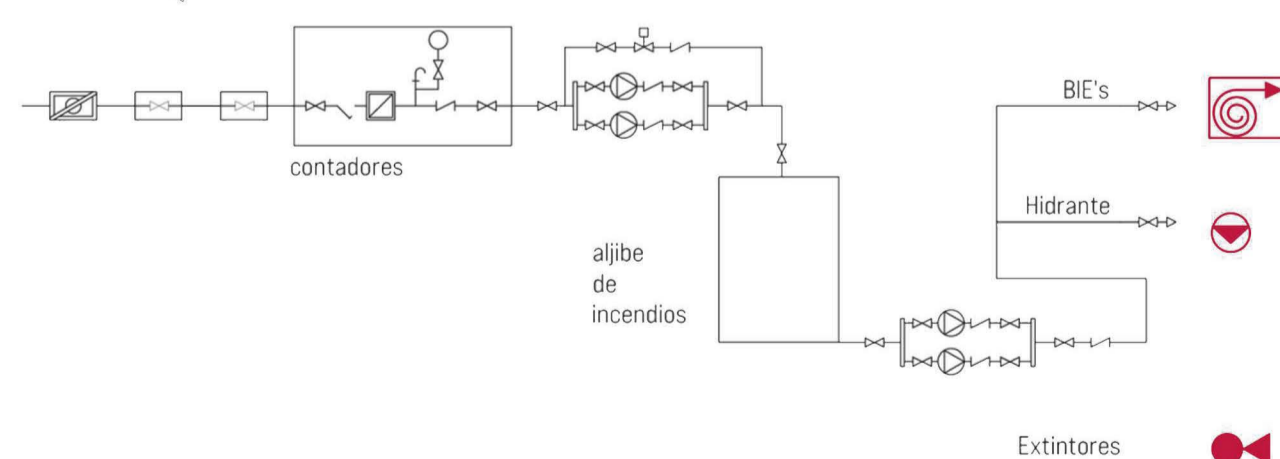 BIE's
contadores
Hidrante
aljibe
de
incendios
Extintores